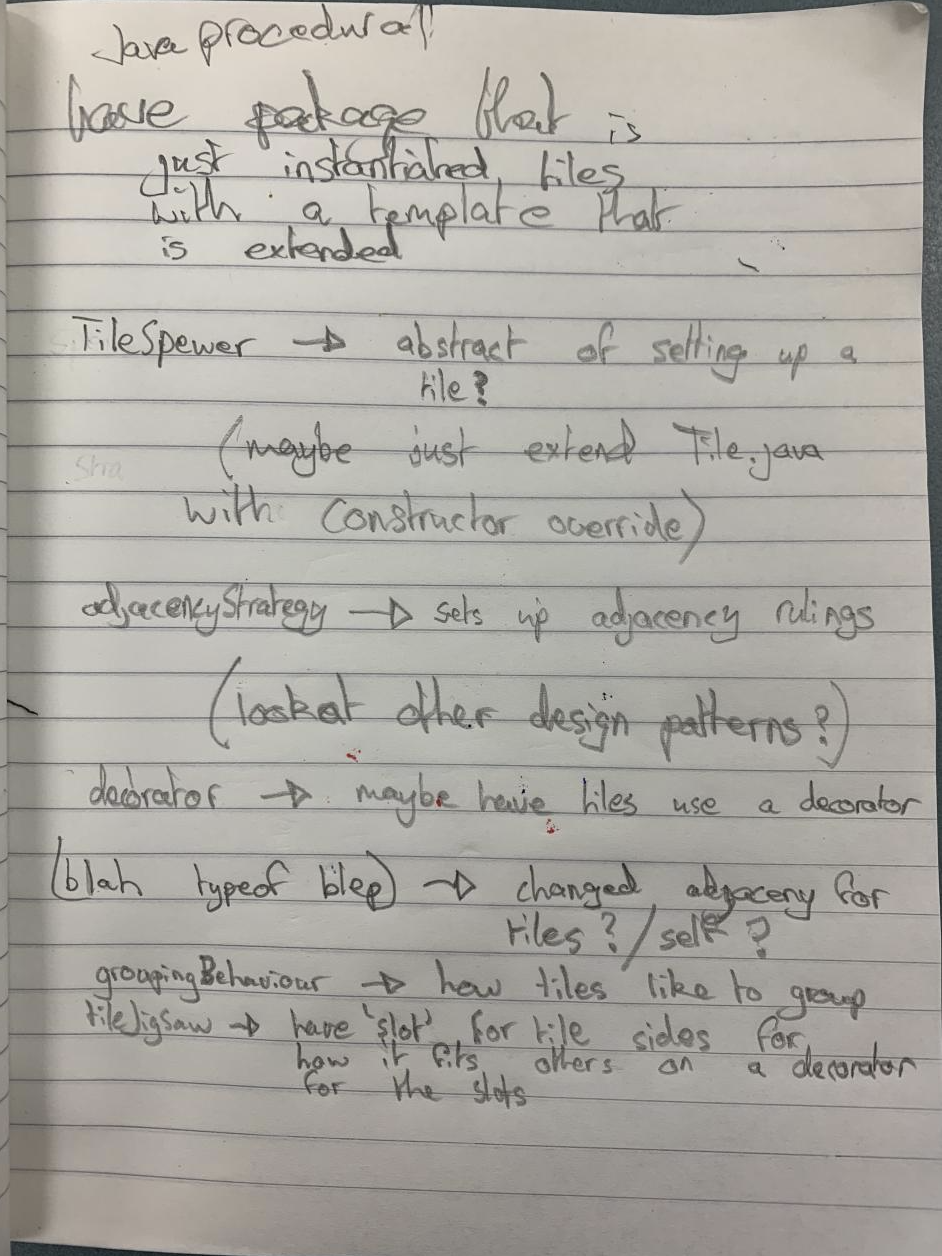 Java procedural!
have package that is
just instantiated tiles
with a template that
is extended
TileSpewer → abstract of setting up a
tile?
(maybe just extend Tile.java
Stra
with constructor override)
adjacencyStrategy → sets up adjacency rulings
(look at other design patterns?)
decorator → maybe have tiles use a decorator
(blah typeof blep) → changed adjaceny for
tiles?/self?
groupingBehaviour → how tiles like to group
tileJigsaw → have 'slot' for tile sides for
how it fits others on a decorator
for the slots